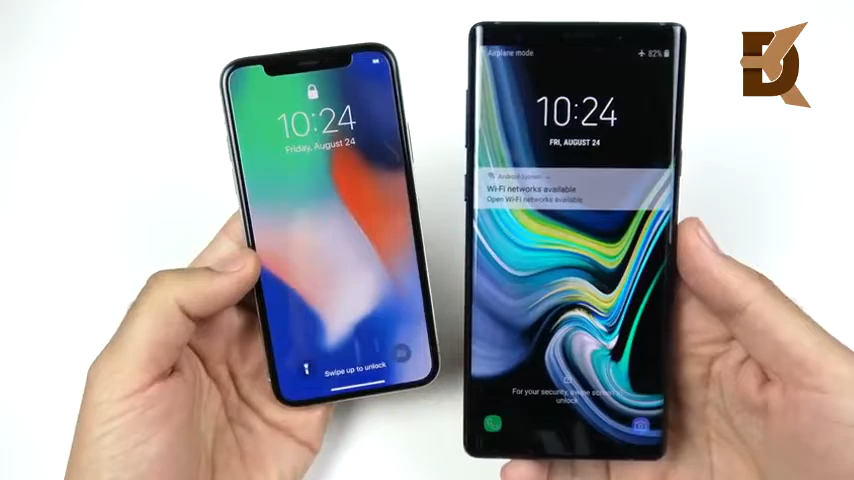 10:24
Friday, August 24
Swipe up to unlock
Airplane mode
82%
10:24
FRI, AUGUST 24
Android System
Wi-Fi networks available
Open Wi-Fi networks available
For your security, swipe screen to
unlock